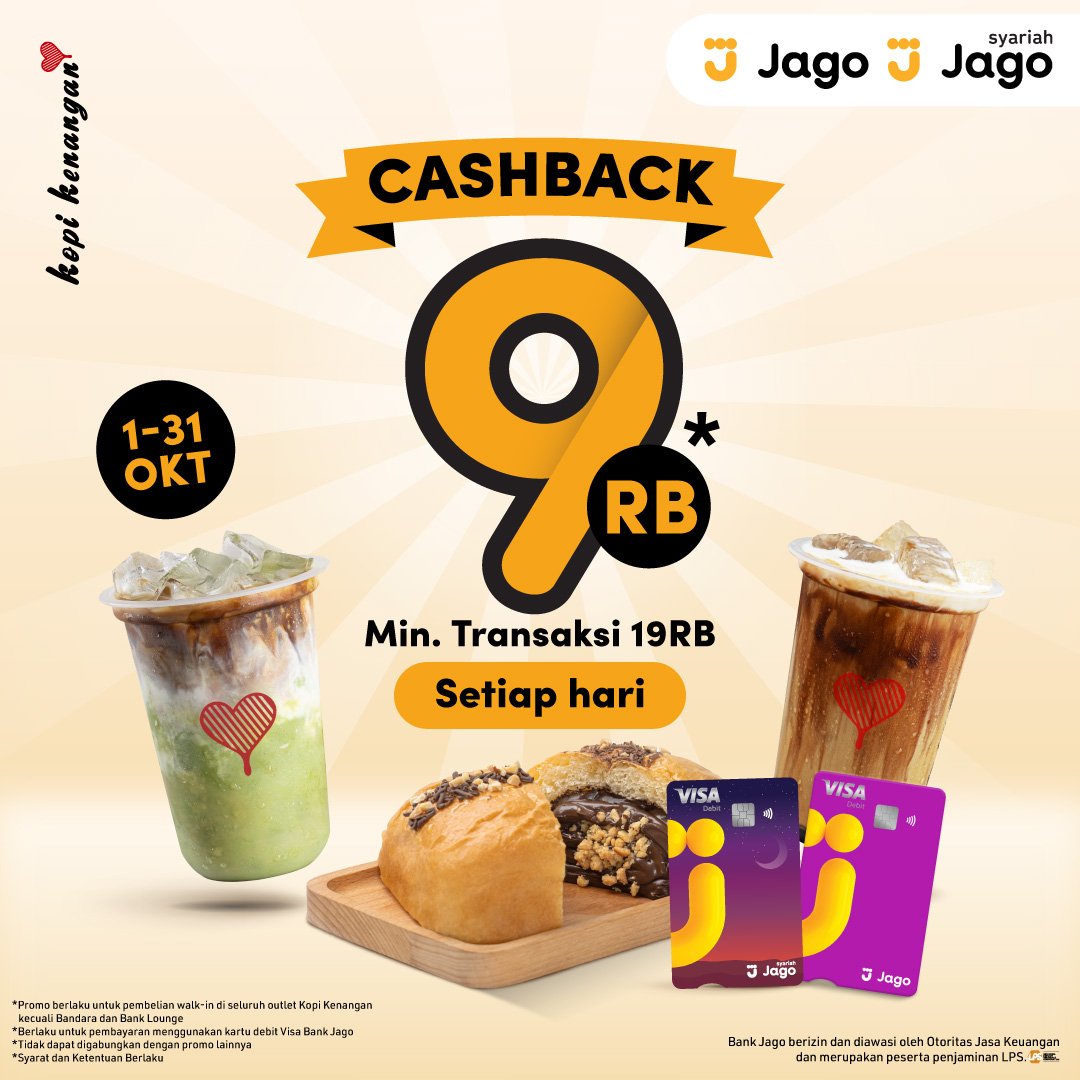 kopi kenangan
Jago
syariah
Jago
CASHBACK
9
RB*
1-31
OKT
Min. Transaksi 19RB
Setiap hari
VISA
Debit
syariah
Jago
VISA
Debit
Jago
*Promo berlaku untuk pembelian walk-in di seluruh outlet Kopi Kenangan
kecuali Bandara dan Bank Lounge
*Berlaku untuk pembayaran menggunakan kartu debit Visa Bank Jago
*Tidak dapat digabungkan dengan promo lainnya
*Syarat dan Ketentuan Berlaku
Bank Jago berizin dan diawasi oleh Otoritas Jasa Keuangan
dan merupakan peserta penjaminan LPS.
LPS